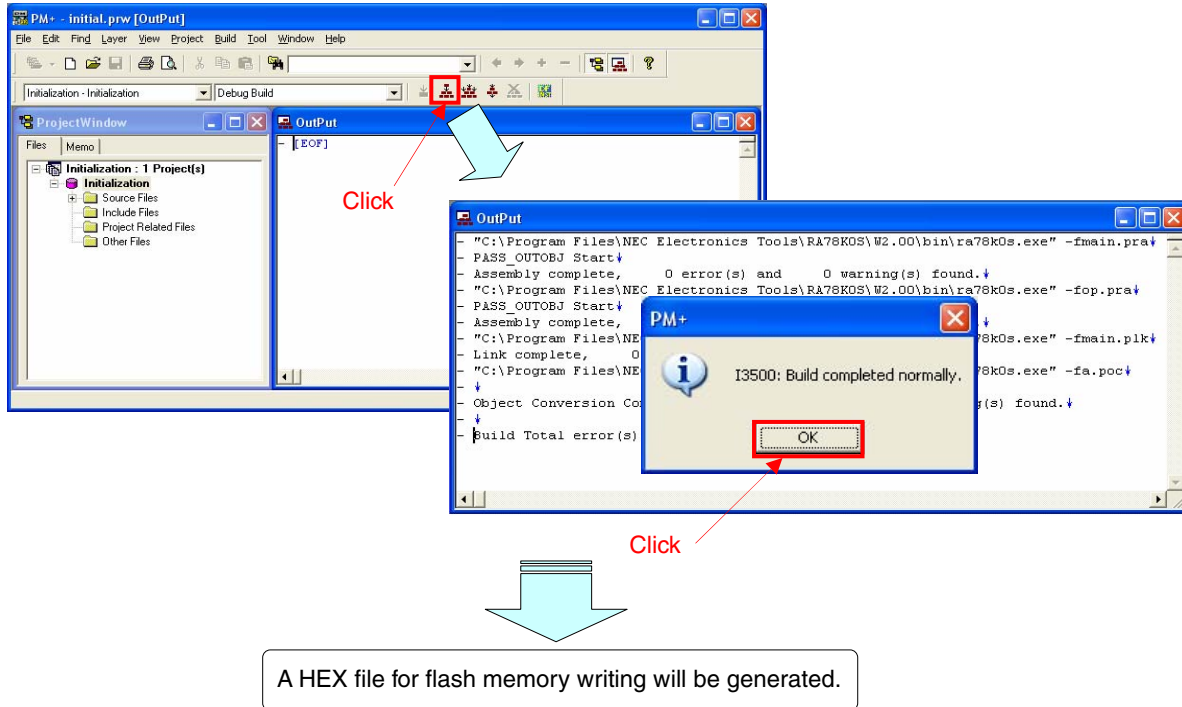 PM+ - initial.prw [OutPut]
File Edit Find Layer View Project Build Tool Window Help
Initialization - Initialization Debug Build
ProjectWindow
Files Memo
Initialization : 1 Project(s)
Initialization
Source Files
Include Files
Project Related Files
Other Files
OutPut
- [EOF]
Click
OutPut
- "C:\Program Files\NEC Electronics Tools\RA78K0S\W2.00\bin\ra78k0s.exe" -fmain.pra↓
- PASS_OUTOBJ Start↓
- Assembly complete, 0 error(s) and 0 warning(s) found.↓
- "C:\Program Files\NEC Electronics Tools\RA78K0S\W2.00\bin\ra78k0s.exe" -fop.pra↓
- PASS_OUTOBJ Start↓
- Assembly complete, ↓
- "C:\Program Files\NE 78k0s.exe" -fmain.plk↓
- Link complete, 0
- "C:\Program Files\NE 78k0s.exe" -fa.poc↓
- ↓
- Object Conversion Co g(s) found.↓
- ↓
- Build Total error(s)
PM+
I3500: Build completed normally.
OK
Click
A HEX file for flash memory writing will be generated.